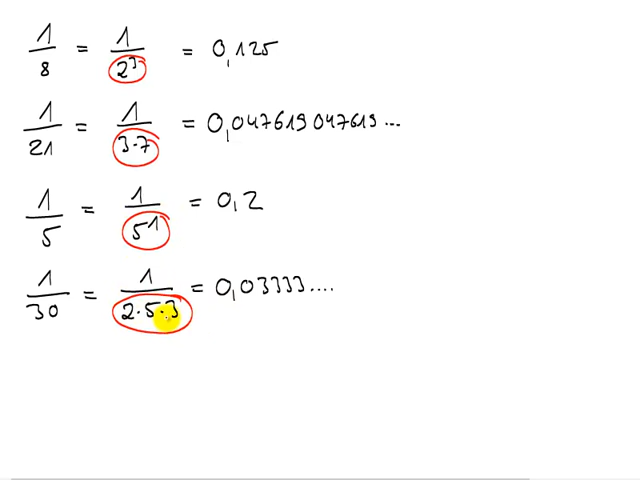 1/8 = 1/2³ = 0,125
1/21 = 1/3·7 = 0,047619047619...
1/5 = 1/5¹ = 0,2
1/30 = 1/2·5·3 = 0,03333....